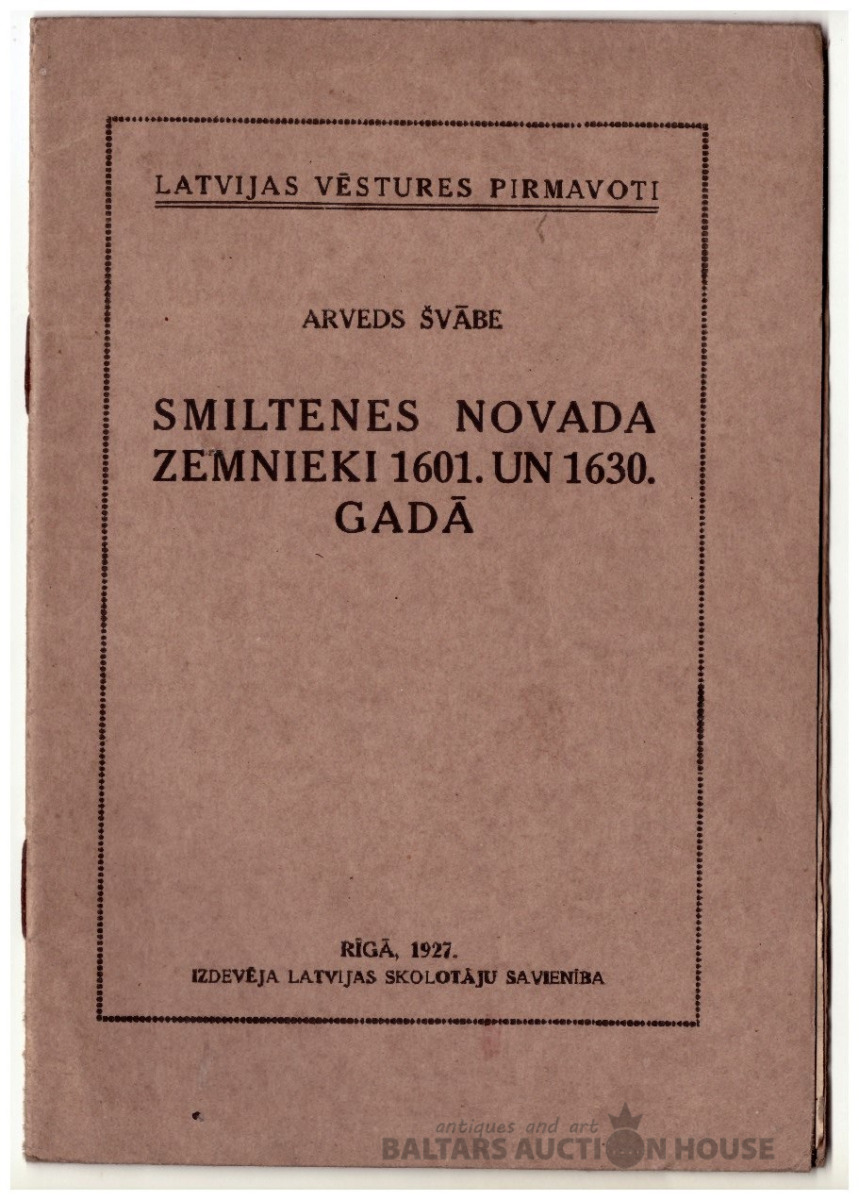 LATVIJAS VĒSTURES PIRMAVOTI
ARVEDS ŠVĀBE
SMILTENES NOVADA
ZEMNIEKI 1601. UN 1630.
GADĀ
RĪGĀ, 1927.
IZDEVĒJA LATVIJAS SKOLOTĀJU SAVIENĪBA
antiques and art
BALTARS AUCTION HOUSE